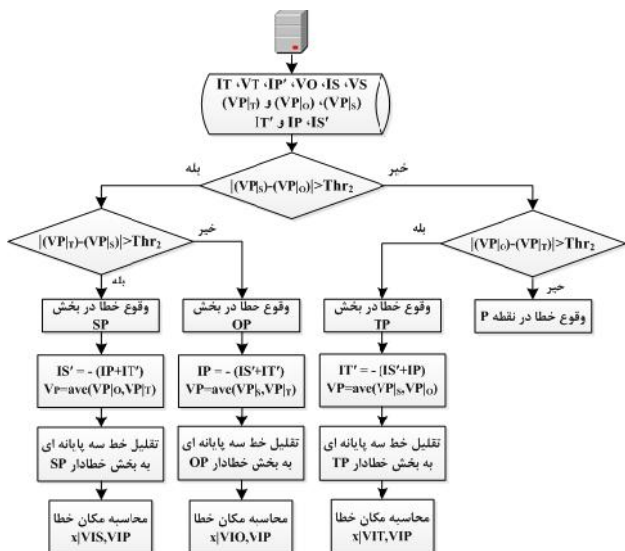 IT ،VT ،IP′ ،VO ،IS ،VS
(VP|T) و (VP|O) ،(VP|S)
IT′ و IP ،IS′
|(VP|S)-(VP|O)|>Thr2
بله
خیر
|(VP|T)-(VP|S)|>Thr2
خیر
بله
|(VP|O)-(VP|T)|>Thr2
بله
خیر
وقوع خطا در بخش
SP
وقوع خطا در بخش
OP
وقوع خطا در بخش
TP
وقوع خطا در نقطه P
IS′ = - (IP+IT′)
VP=ave(VP|O,VP|T)
IP = - (IS′+IT′)
VP=ave(VP|S,VP|T)
IT′ = - (IS′+IP)
VP=ave(VP|S,VP|O)
تقلیل خط سه پایانه ای
به بخش خطادار SP
تقلیل خط سه پایانه ای
به بخش خطادار OP
تقلیل خط سه پایانه ای
به بخش خطادار TP
محاسبه مکان خطا
x|VIS,VIP
محاسبه مکان خطا
x|VIO,VIP
محاسبه مکان خطا
x|VIT,VIP